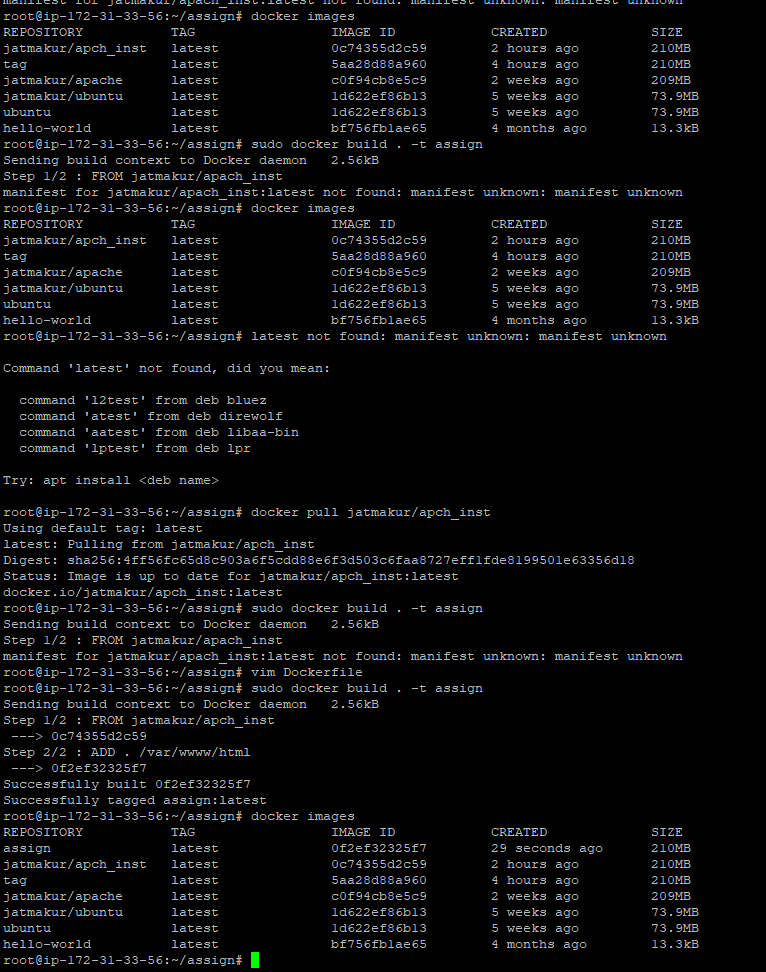 manifest for jatmakur/apach_inst:latest not found: manifest unknown: manifest unknown
root@ip-172-31-33-56:~/assign# docker images
REPOSITORY TAG IMAGE ID CREATED SIZE
jatmakur/apch_inst latest 0c74355d2c59 2 hours ago 210MB
tag latest 5aa28d88a960 4 hours ago 210MB
jatmakur/apache latest c0f94cb8e5c9 2 weeks ago 209MB
jatmakur/ubuntu latest 1d622ef86b13 5 weeks ago 73.9MB
ubuntu latest 1d622ef86b13 5 weeks ago 73.9MB
hello-world latest bf756fb1ae65 4 months ago 13.3kB
root@ip-172-31-33-56:~/assign# sudo docker build . -t assign
Sending build context to Docker daemon 2.56kB
Step 1/2 : FROM jatmakur/apach_inst
manifest for jatmakur/apach_inst:latest not found: manifest unknown: manifest unknown
root@ip-172-31-33-56:~/assign# docker images
REPOSITORY TAG IMAGE ID CREATED SIZE
jatmakur/apch_inst latest 0c74355d2c59 2 hours ago 210MB
tag latest 5aa28d88a960 4 hours ago 210MB
jatmakur/apache latest c0f94cb8e5c9 2 weeks ago 209MB
jatmakur/ubuntu latest 1d622ef86b13 5 weeks ago 73.9MB
ubuntu latest 1d622ef86b13 5 weeks ago 73.9MB
hello-world latest bf756fb1ae65 4 months ago 13.3kB
root@ip-172-31-33-56:~/assign# latest not found: manifest unknown: manifest unknown
Command 'latest' not found, did you mean:
command 'l2test' from deb bluez
command 'atest' from deb direwolf
command 'aatest' from deb libaa-bin
command 'lptest' from deb lpr
Try: apt install <deb name>
root@ip-172-31-33-56:~/assign# docker pull jatmakur/apch_inst
Using default tag: latest
latest: Pulling from jatmakur/apch_inst
Digest: sha256:4ff56fc65d8c903a6f5cdd88e6f3d503c6faa8727eff1fde8199501e63356d18
Status: Image is up to date for jatmakur/apch_inst:latest
docker.io/jatmakur/apch_inst:latest
root@ip-172-31-33-56:~/assign# sudo docker build . -t assign
Sending build context to Docker daemon 2.56kB
Step 1/2 : FROM jatmakur/apach_inst
manifest for jatmakur/apach_inst:latest not found: manifest unknown: manifest unknown
root@ip-172-31-33-56:~/assign# vim Dockerfile
root@ip-172-31-33-56:~/assign# sudo docker build . -t assign
Sending build context to Docker daemon 2.56kB
Step 1/2 : FROM jatmakur/apch_inst
---> 0c74355d2c59
Step 2/2 : ADD . /var/wwww/html
---> 0f2ef32325f7
Successfully built 0f2ef32325f7
Successfully tagged assign:latest
root@ip-172-31-33-56:~/assign# docker images
REPOSITORY TAG IMAGE ID CREATED SIZE
assign latest 0f2ef32325f7 29 seconds ago 210MB
jatmakur/apch_inst latest 0c74355d2c59 2 hours ago 210MB
tag latest 5aa28d88a960 4 hours ago 210MB
jatmakur/apache latest c0f94cb8e5c9 2 weeks ago 209MB
jatmakur/ubuntu latest 1d622ef86b13 5 weeks ago 73.9MB
ubuntu latest 1d622ef86b13 5 weeks ago 73.9MB
hello-world latest bf756fb1ae65 4 months ago 13.3kB
root@ip-172-31-33-56:~/assign#